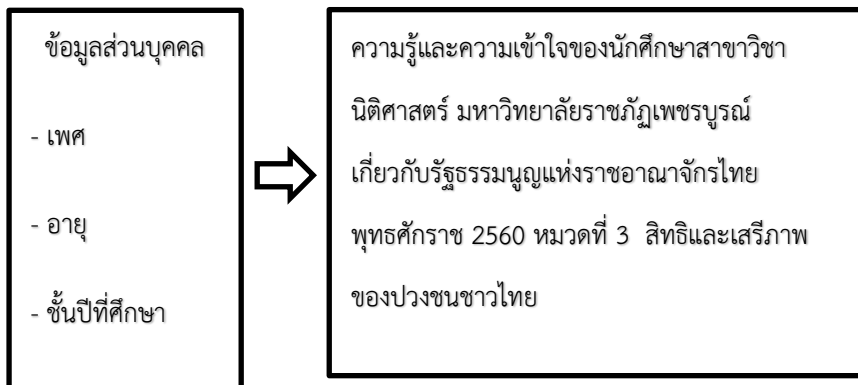 ข้อมูลส่วนบุคคล
- เพศ
- อายุ
- ชั้นปีที่ศึกษา
ความรู้และความเข้าใจของนักศึกษาสาขาวิชา
นิติศาสตร์ มหาวิทยาลัยราชภัฏเพชรบูรณ์
เกี่ยวกับรัฐธรรมนูญแห่งราชอาณาจักรไทย
พุทธศักราช 2560 หมวดที่ 3 สิทธิและเสรีภาพ
ของปวงชนชาวไทย